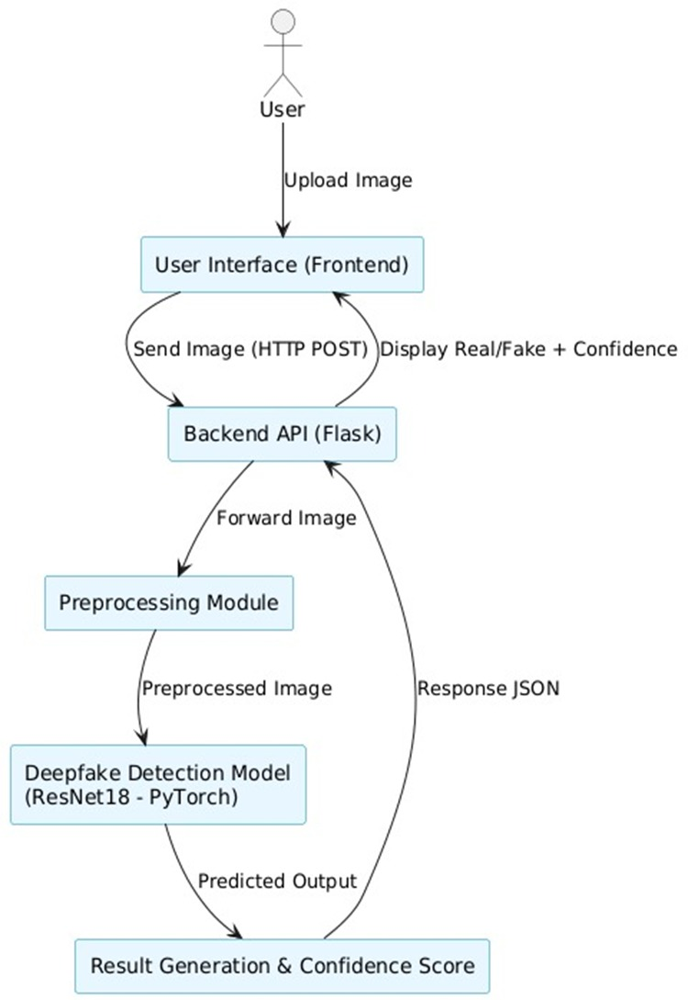 User
Upload Image
User Interface (Frontend)
Send Image (HTTP POST)
Display Real/Fake + Confidence
Backend API (Flask)
Forward Image
Preprocessing Module
Preprocessed Image
Response JSON
Deepfake Detection Model
(ResNet18 - PyTorch)
Predicted Output
Result Generation & Confidence Score